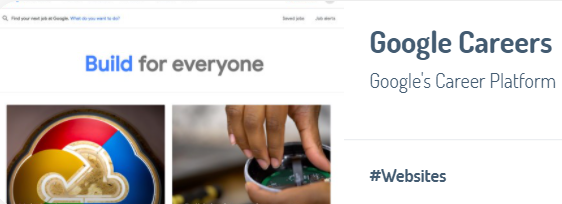 Find your next job at Google. What do you want to do?
Saved jobs
Job alerts
Build for everyone
Google Careers
Google's Career Platform
#Websites